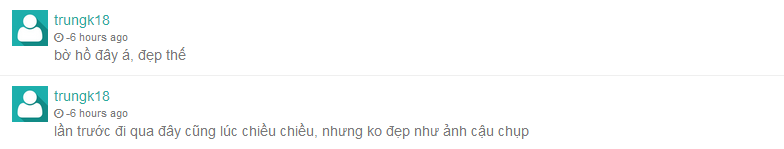 trungk18
-6 hours ago
bờ hồ đây á, đẹp thế
trungk18
-6 hours ago
lần trước đi qua đây cũng lúc chiều chiều, nhưng ko đẹp như ảnh cậu chụp